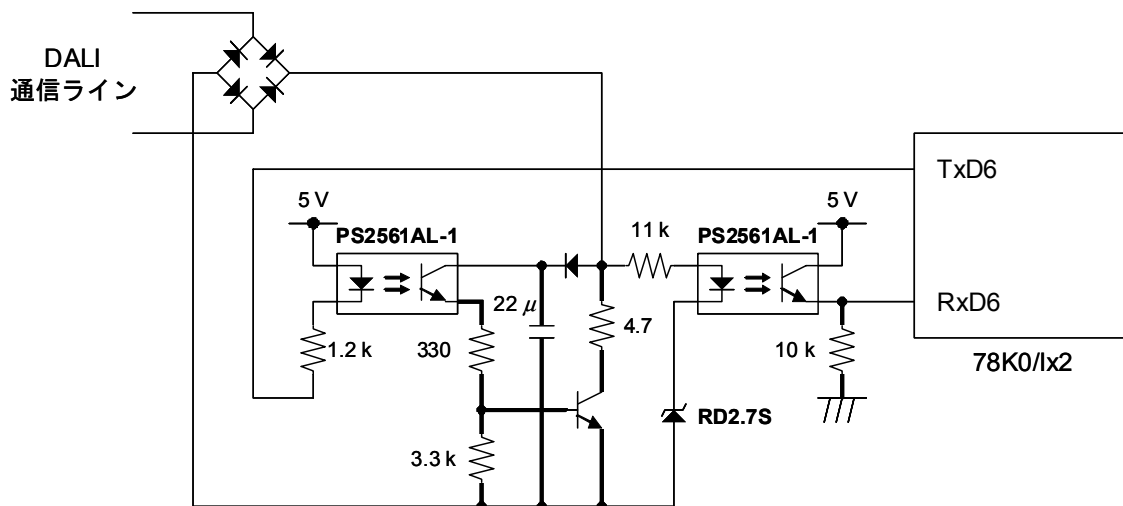 DALI
通信ライン
TxD6
5 V
5 V
PS2561AL-1
11 k
PS2561AL-1
22 μ
4.7
RxD6
1.2 k
330
10 k
78K0/Ix2
RD2.7S
3.3 k